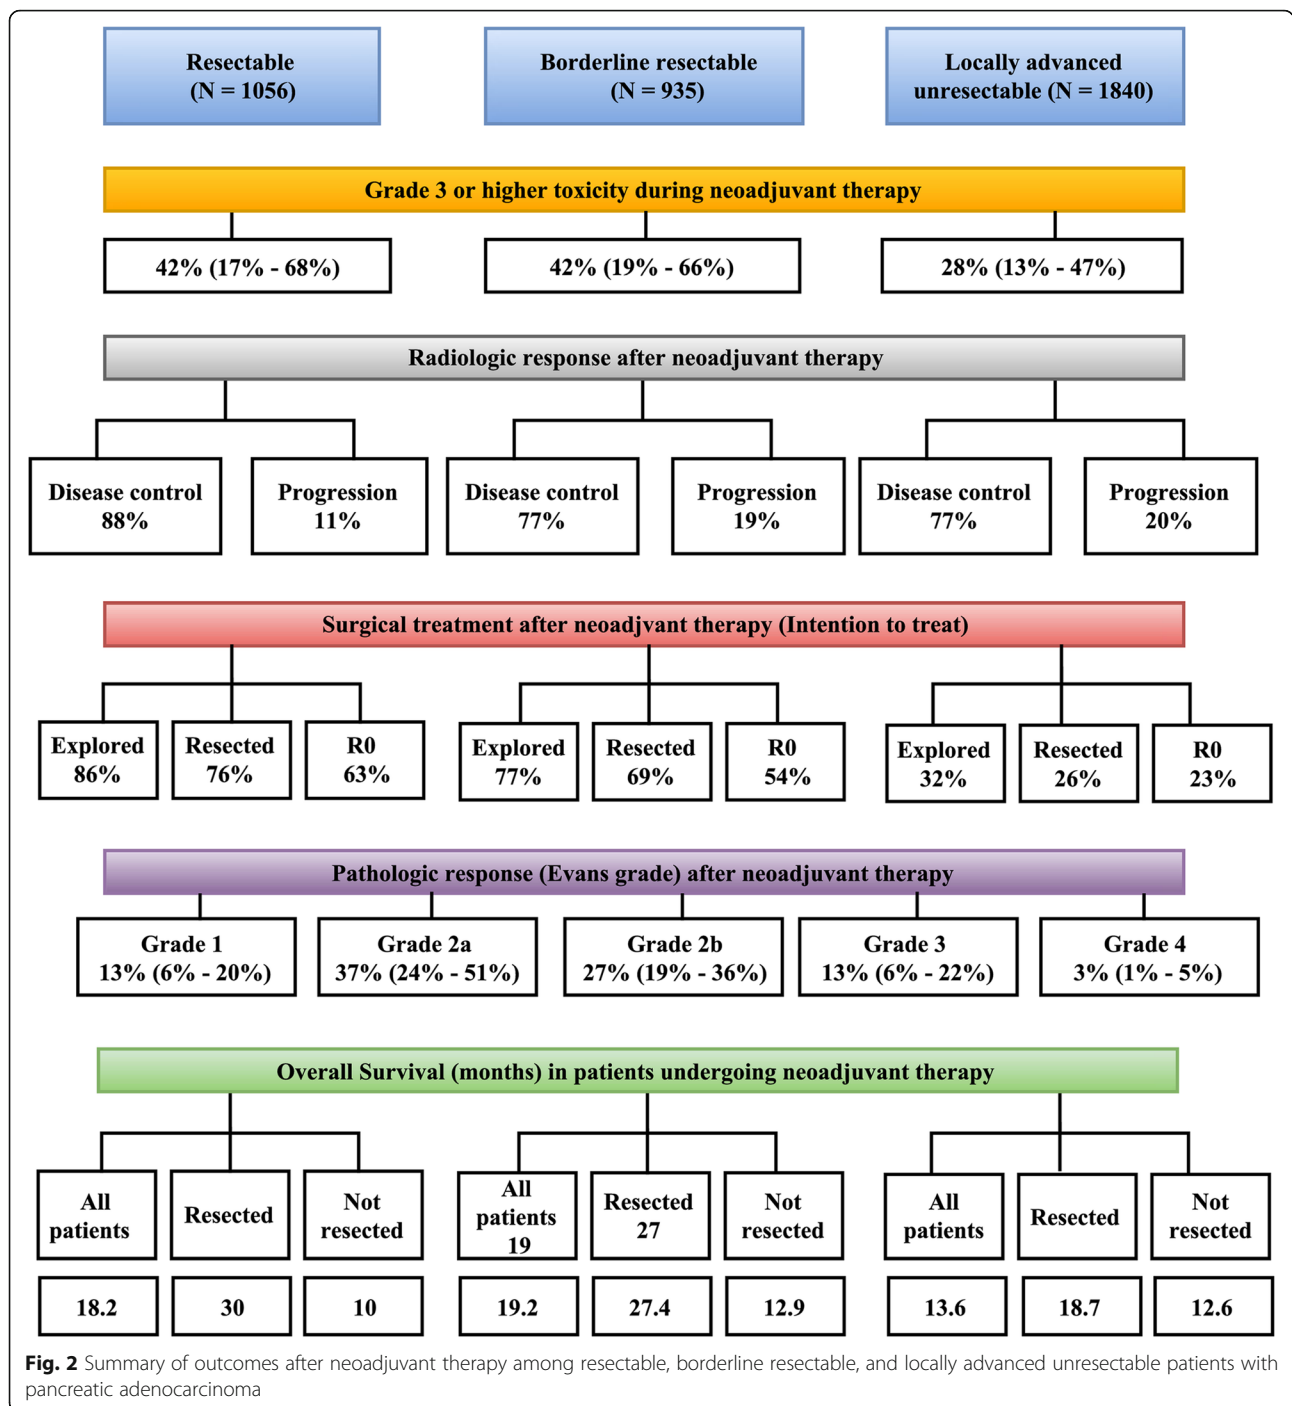 Resectable
(N = 1056)
Borderline resectable
(N = 935)
Locally advanced
unresectable (N = 1840)
Grade 3 or higher toxicity during neoadjuvant therapy
42% (17% - 68%)
42% (19% - 66%)
28% (13% - 47%)
Radiologic response after neoadjuvant therapy
Disease control
88%
Progression
11%
Disease control
77%
Progression
19%
Disease control
77%
Progression
20%
Surgical treatment after neoadjvant therapy (Intention to treat)
Explored
86%
Resected
76%
R0
63%
Explored
77%
Resected
69%
R0
54%
Explored
32%
Resected
26%
R0
23%
Pathologic response (Evans grade) after neoadjuvant therapy
Grade 1
13% (6% - 20%)
Grade 2a
37% (24% - 51%)
Grade 2b
27% (19% - 36%)
Grade 3
13% (6% - 22%)
Grade 4
3% (1% - 5%)
Overall Survival (months) in patients undergoing neoadjuvant therapy
All
patients
Resected
Not
resected
All
patients
19
Resected
27
Not
resected
All
patients
Resected
Not
resected
18.2
30
10
19.2
27.4
12.9
13.6
18.7
12.6
Fig. 2 Summary of outcomes after neoadjuvant therapy among resectable, borderline resectable, and locally advanced unresectable patients with
pancreatic adenocarcinoma